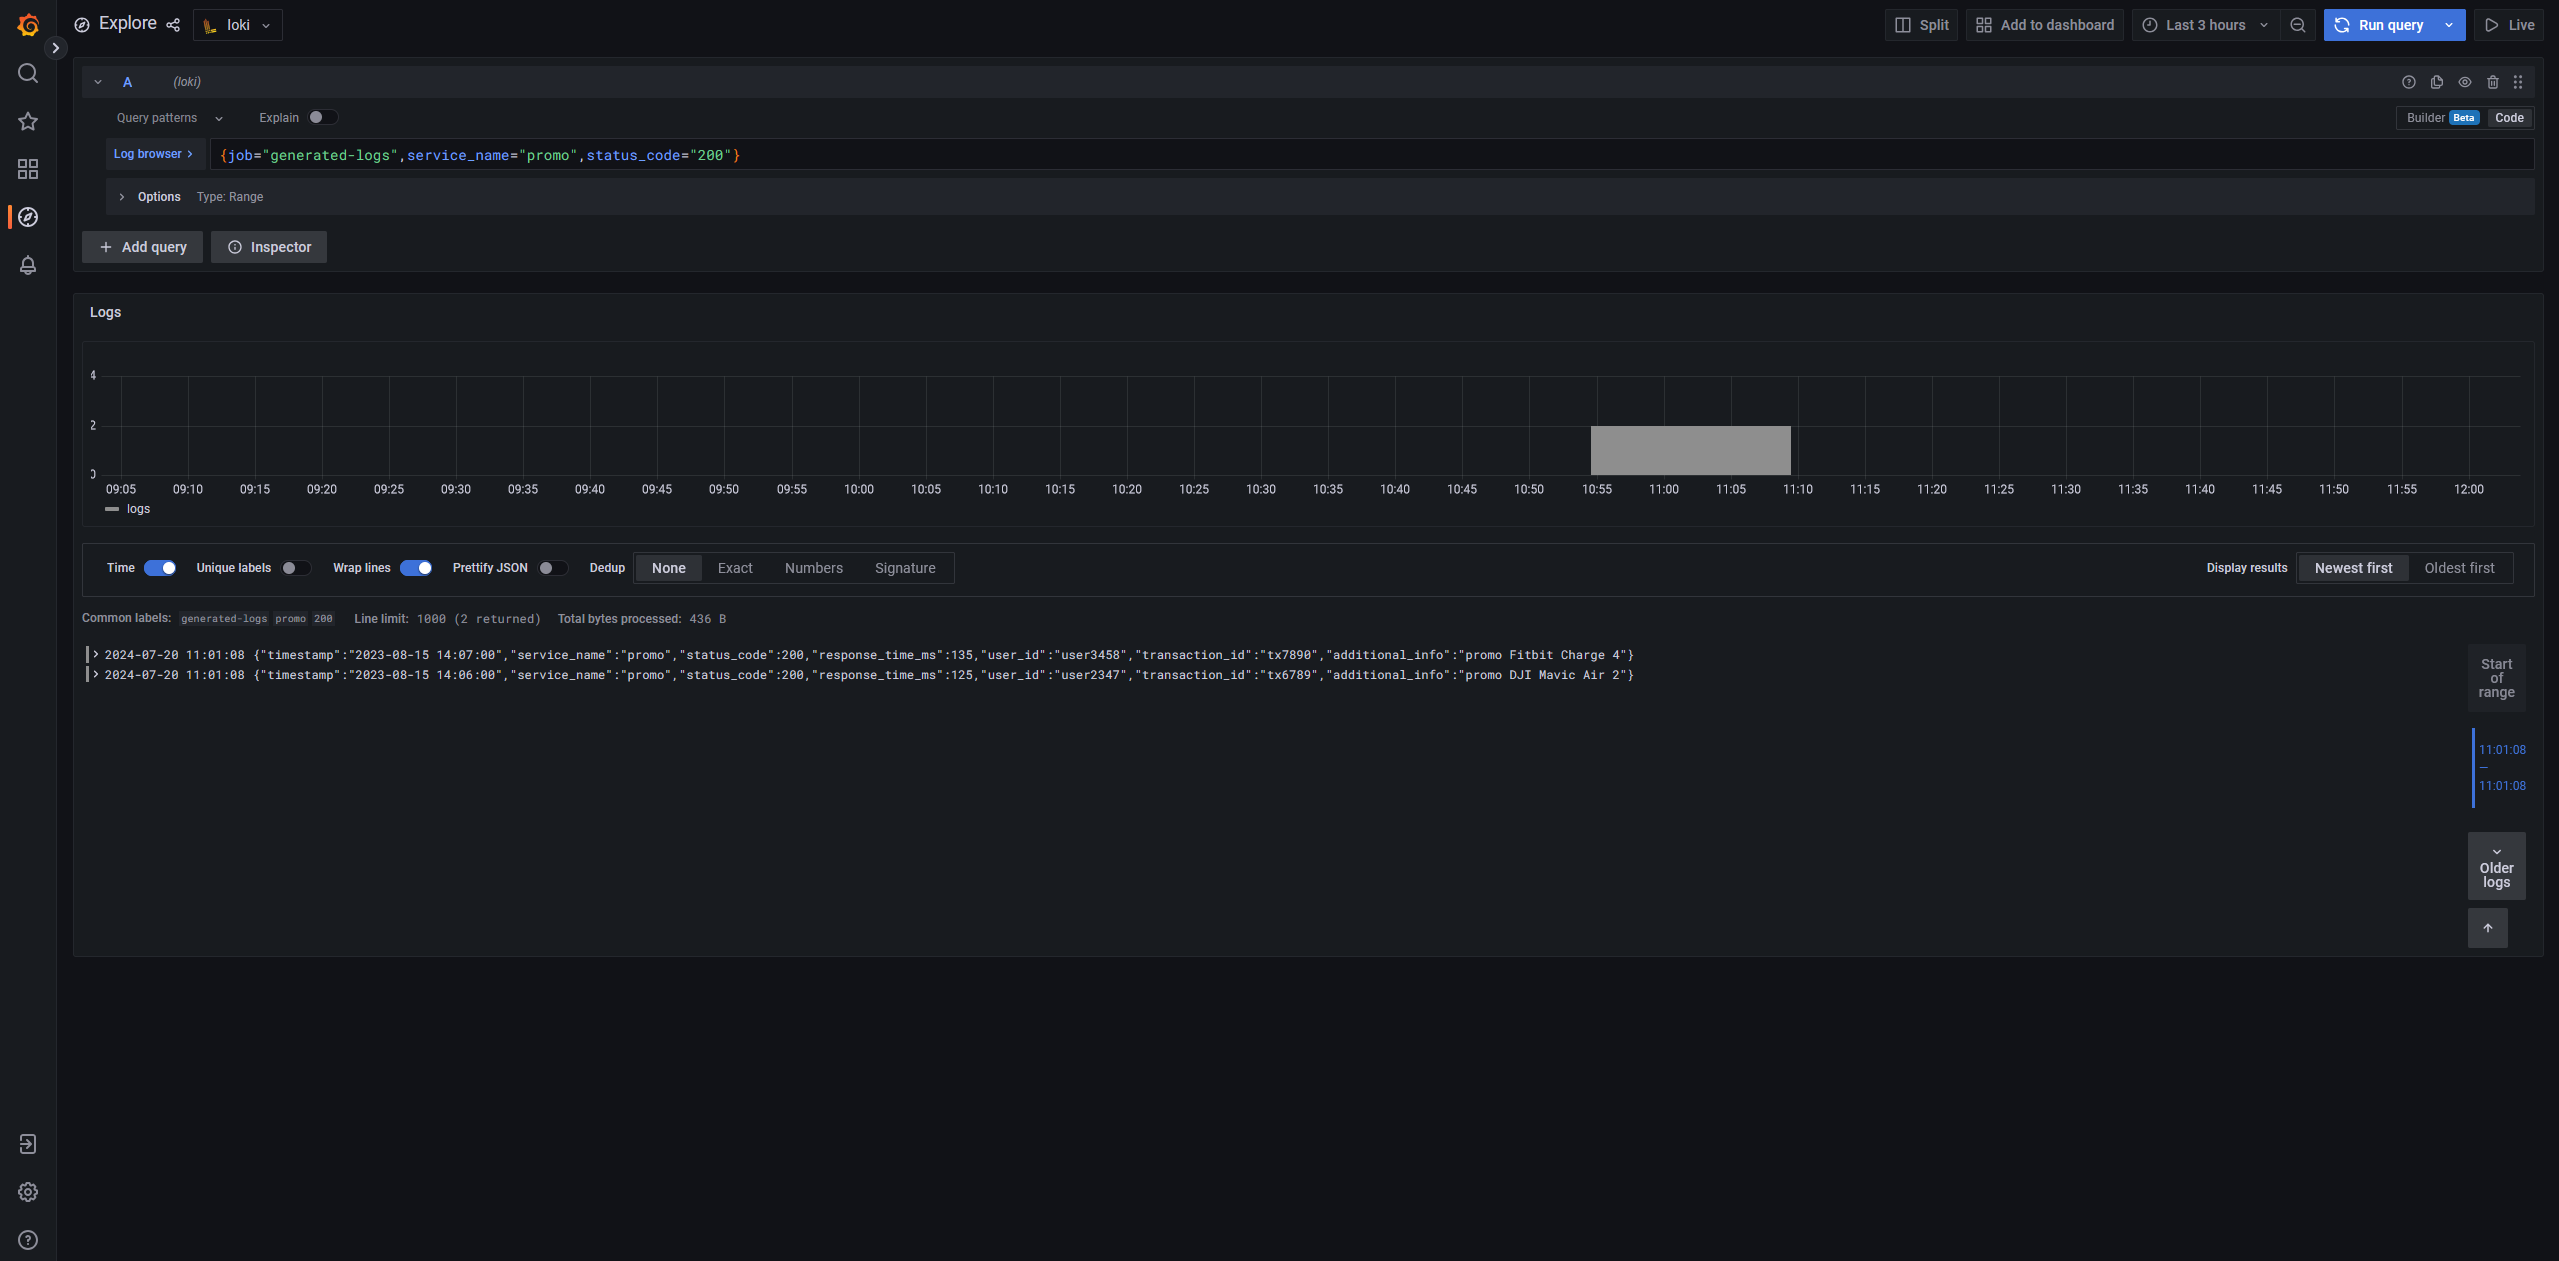 Explore loki Split Add to dashboard Last 3 hours Run query Live
A (loki)
Query patterns Explain Builder Beta Code
Log browser {job="generated-logs",service_name="promo",status_code="200"}
Options Type: Range
Add query Inspector
Logs
4
2
0
09:05 09:10 09:15 09:20 09:25 09:30 09:35 09:40 09:45 09:50 09:55 10:00 10:05 10:10 10:15 10:20 10:25 10:30 10:35 10:40 10:45 10:50 10:55 11:00 11:05 11:10 11:15 11:20 11:25 11:30 11:35 11:40 11:45 11:50 11:55 12:00
logs
Time Unique labels Wrap lines Prettify JSON Dedup None Exact Numbers Signature Display results Newest first Oldest first
Common labels: generated-logs promo 200 Line limit: 1000 (2 returned) Total bytes processed: 436 B
2024-07-20 11:01:08 {"timestamp":"2023-08-15 14:07:00","service_name":"promo","status_code":200,"response_time_ms":135,"user_id":"user3458","transaction_id":"tx7890","additional_info":"promo Fitbit Charge 4"}
2024-07-20 11:01:08 {"timestamp":"2023-08-15 14:06:00","service_name":"promo","status_code":200,"response_time_ms":125,"user_id":"user2347","transaction_id":"tx6789","additional_info":"promo DJI Mavic Air 2"}
Start
of
range
11:01:08
—
11:01:08
Older
logs